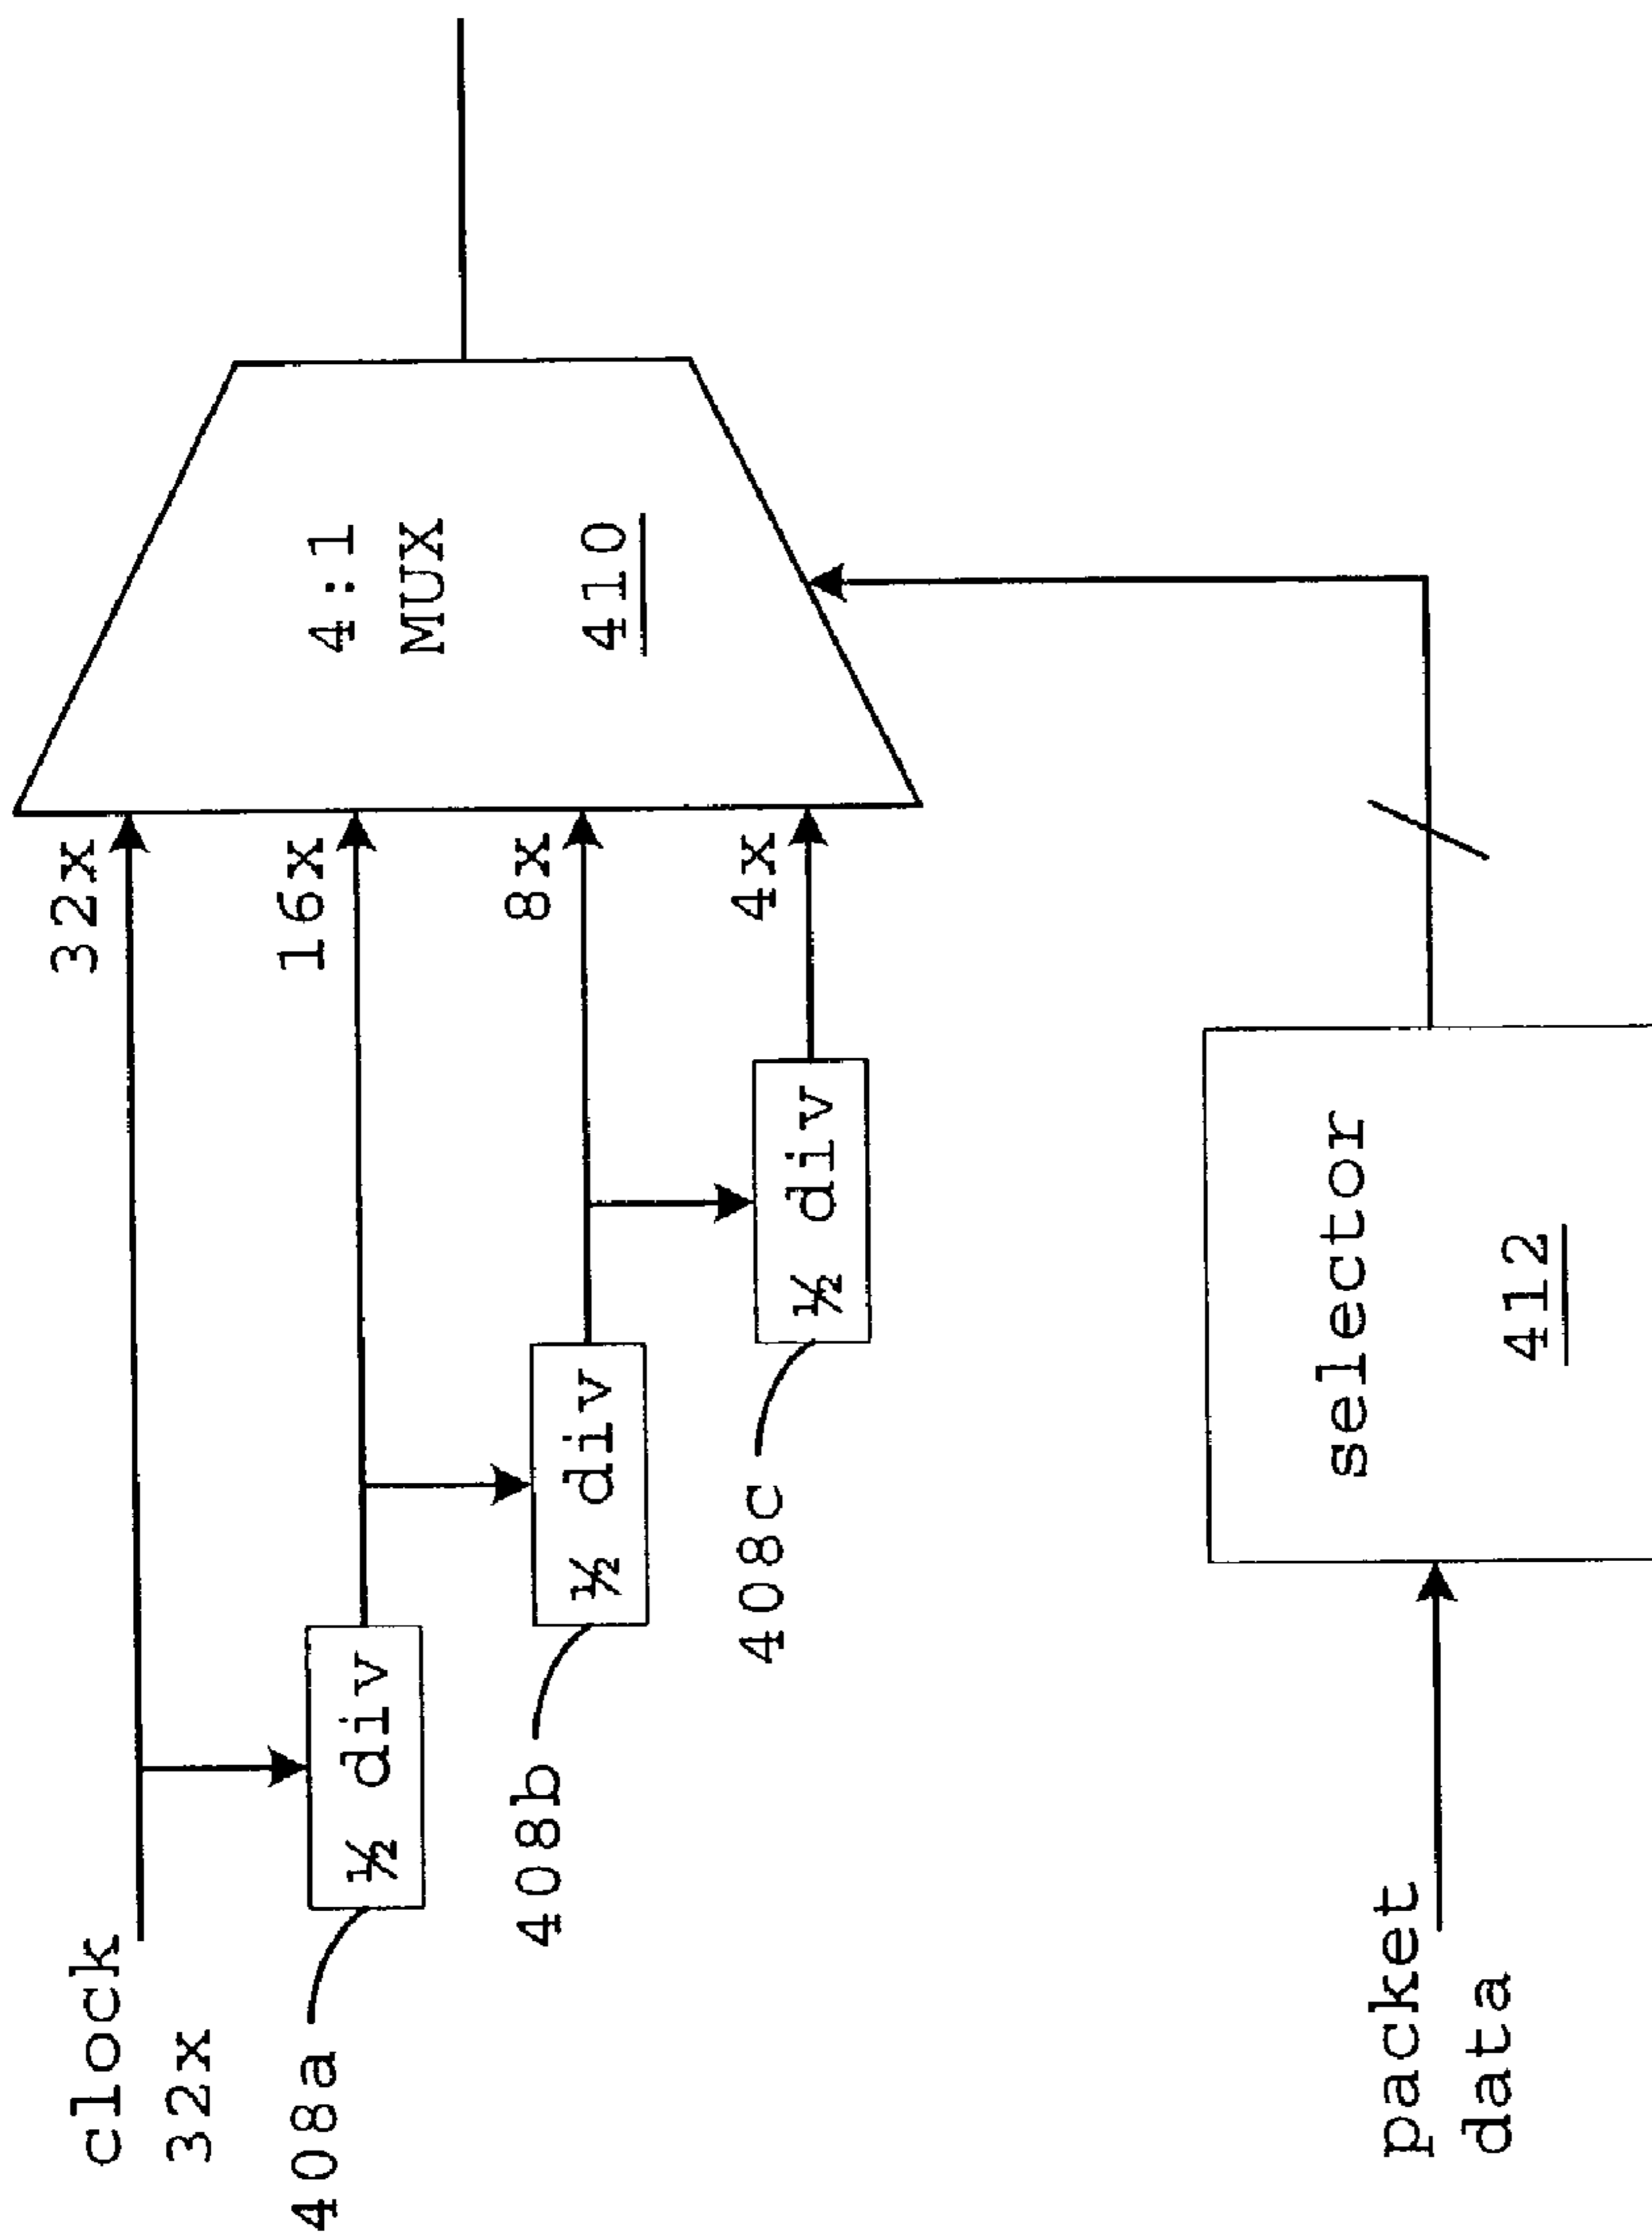 clock
32x
32x
408a
½ div
16x
408b
½ div
8x
408c
½ div
4x
4:1
MUX
410
packet
data
selector
412